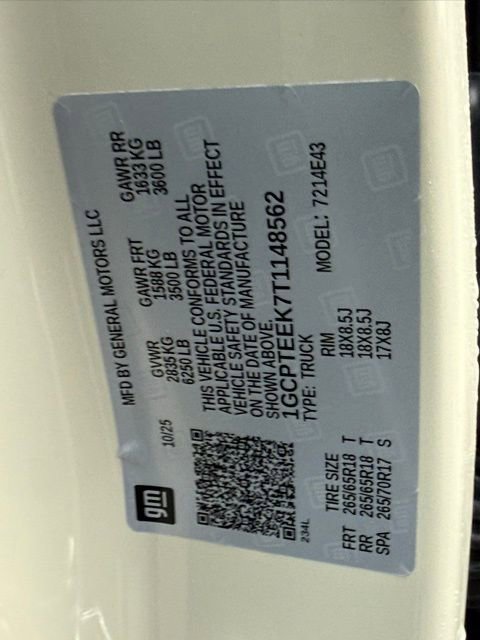 gm
10/25
MFD BY GENERAL MOTORS LLC
GVWR GAWR FRT GAWR RR
2835 KG 1588 KG 1633 KG
6250 LB 3500 LB 3600 LB
THIS VEHICLE CONFORMS TO ALL
APPLICABLE U.S. FEDERAL MOTOR
VEHICLE SAFETY STANDARDS IN EFFECT
ON THE DATE OF MANUFACTURE
SHOWN ABOVE.
1GCPTEEK7T1148562
TYPE: TRUCK MODEL: 7214E43
234L
TIRE SIZE RIM
FRT 265/65R18 T 18X8.5J
RR 265/65R18 T 18X8.5J
SPA 265/70R17 S 17X8J